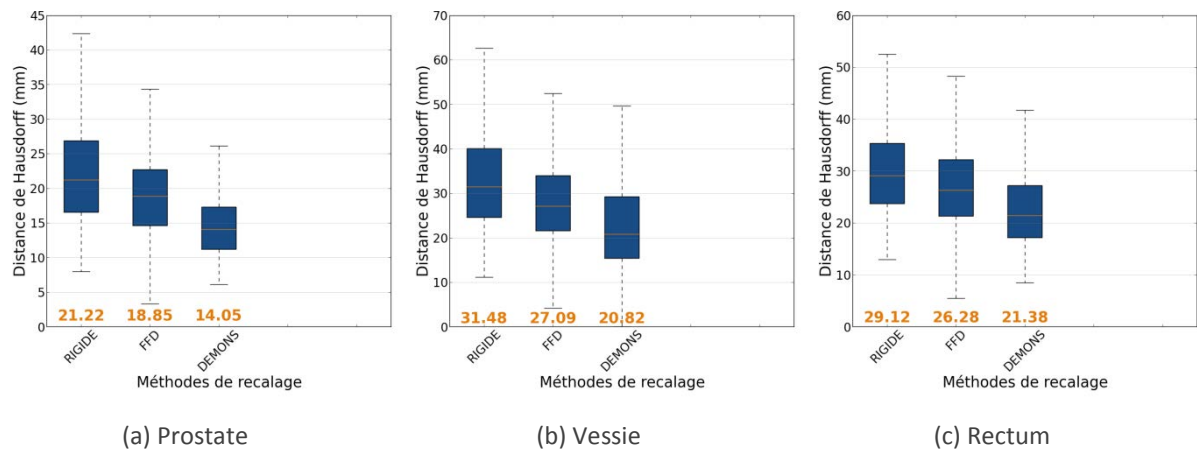 45
40
35
30
25
20
15
10
5
0
Distance de Hausdorff (mm)
21.22 18.85 14.05
RIGIDE FFD DEMONS
Méthodes de recalage
(a) Prostate
70
60
50
40
30
20
10
0
Distance de Hausdorff (mm)
31.48 27.09 20.82
RIGIDE FFD DEMONS
Méthodes de recalage
(b) Vessie
60
50
40
30
20
10
0
Distance de Hausdorff (mm)
29.12 26.28 21.38
RIGIDE FFD DEMONS
Méthodes de recalage
(c) Rectum